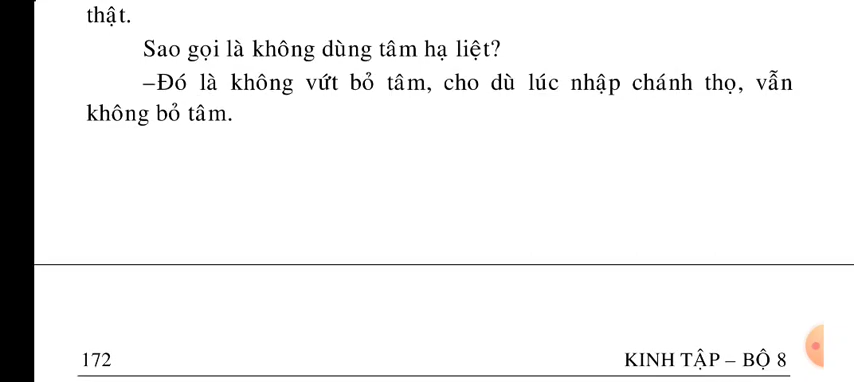 thật.
Sao gọi là không dùng tâm hạ liệt?
–Đó là không vứt bỏ tâm, cho dù lúc nhập chánh thọ, vẫn
không bỏ tâm.
172
KINH TẬP – BỘ 8